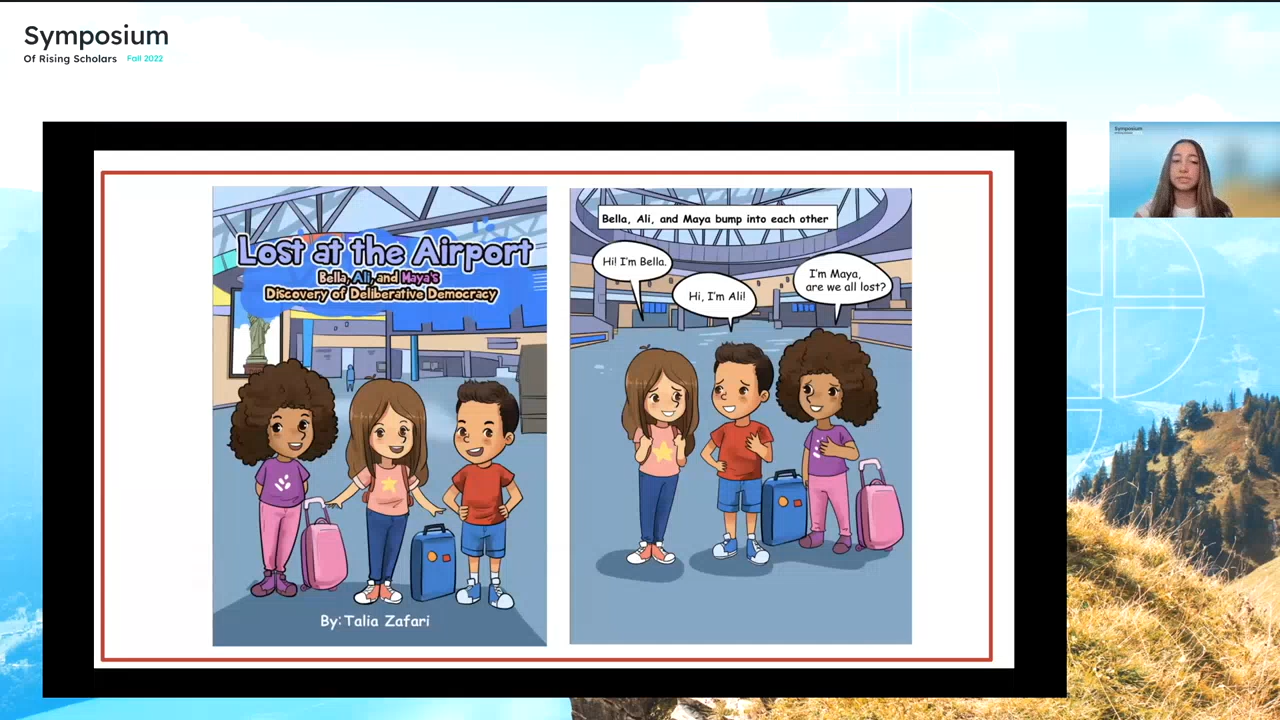 Symposium
Of Rising Scholars Fall 2022
Symposium
Lost at the Airport
Bella, Ali, and Maya's
Discovery of Deliberative Democracy
By: Talia Zafari
Bella, Ali, and Maya bump into each other
Hi! I'm Bella.
Hi, I'm Ali!
I'm Maya,
are we all lost?